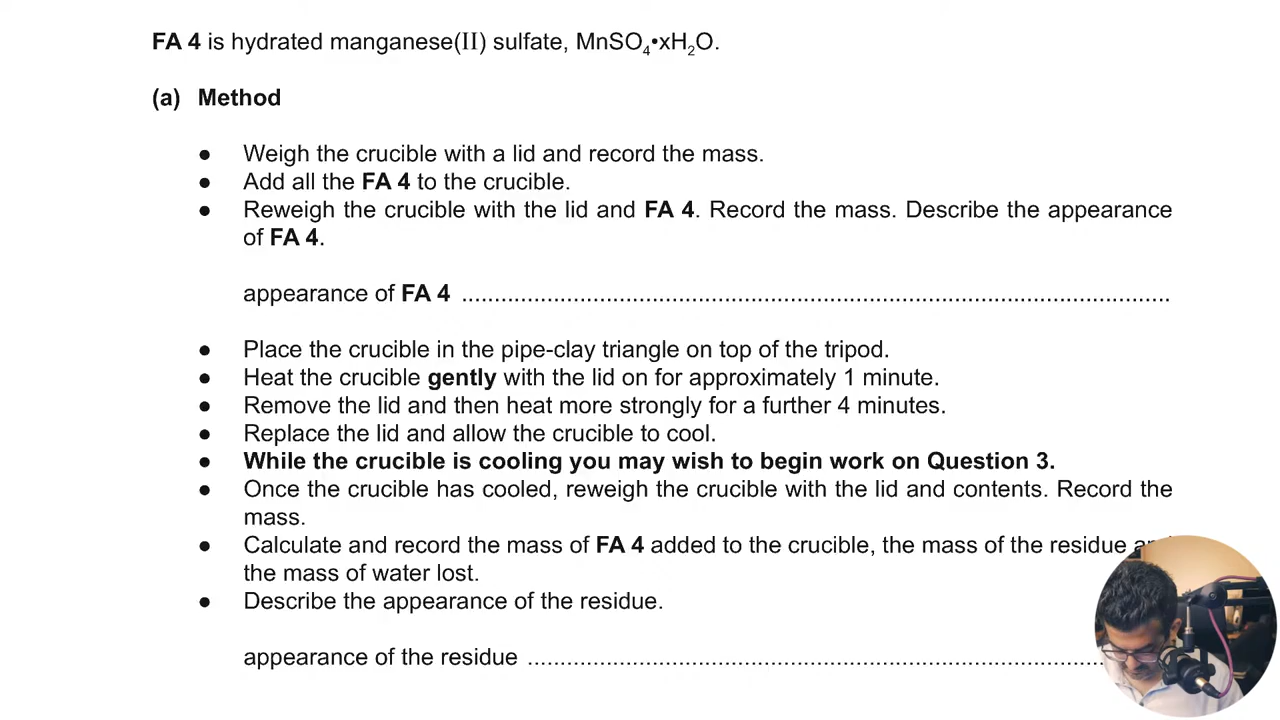 FA 4 is hydrated manganese(II) sulfate, MnSO4•xH2O.
(a) Method
● Weigh the crucible with a lid and record the mass.
● Add all the FA 4 to the crucible.
● Reweigh the crucible with the lid and FA 4. Record the mass. Describe the appearance
of FA 4.
appearance of FA 4 ............................................................................................................
● Place the crucible in the pipe-clay triangle on top of the tripod.
● Heat the crucible gently with the lid on for approximately 1 minute.
● Remove the lid and then heat more strongly for a further 4 minutes.
● Replace the lid and allow the crucible to cool.
● While the crucible is cooling you may wish to begin work on Question 3.
● Once the crucible has cooled, reweigh the crucible with the lid and contents. Record the
mass.
● Calculate and record the mass of FA 4 added to the crucible, the mass of the residue and
the mass of water lost.
● Describe the appearance of the residue.
appearance of the residue ........................................................................................